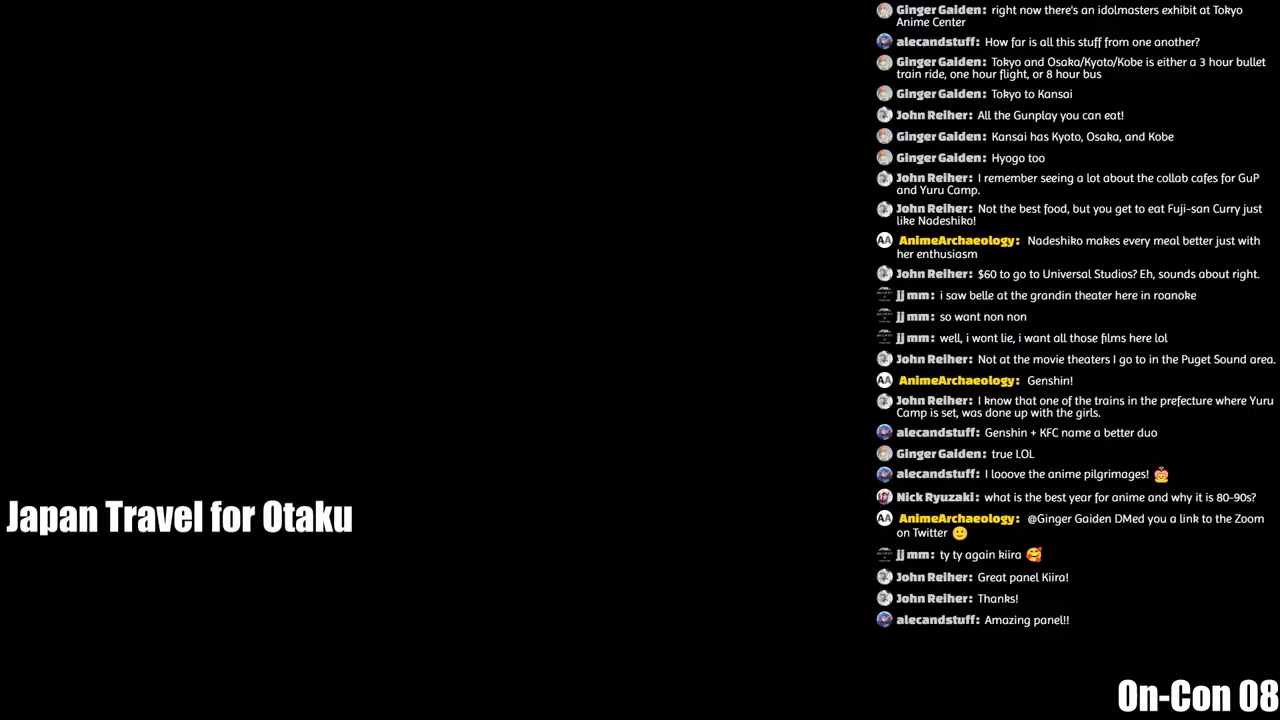 Ginger Gaiden: right now there's an idolmasters exhibit at Tokyo
Anime Center
alecandstuff: How far is all this stuff from one another?
Ginger Gaiden: Tokyo and Osaka/Kyoto/Kobe is either a 3 hour bullet
train ride, one hour flight, or 8 hour bus
Ginger Gaiden: Tokyo to Kansai
John Reiher: All the Gunplay you can eat!
Ginger Gaiden: Kansai has Kyoto, Osaka, and Kobe
Ginger Gaiden: Hyogo too
John Reiher: I remember seeing a lot about the collab cafes for GuP
and Yuru Camp.
John Reiher: Not the best food, but you get to eat Fuji-san Curry just
like Nadeshiko!
AA AnimeArchaeology: Nadeshiko makes every meal better just with
her enthusiasm
John Reiher: $60 to go to Universal Studios? Eh, sounds about right.
jj mm: i saw belle at the grandin theater here in roanoke
jj mm: so want non non
jj mm: well, i wont lie, i want all those films here lol
John Reiher: Not at the movie theaters I go to in the Puget Sound area.
AA AnimeArchaeology: Genshin!
John Reiher: I know that one of the trains in the prefecture where Yuru
Camp is set, was done up with the girls.
alecandstuff: Genshin + KFC name a better duo
Ginger Gaiden: true LOL
alecandstuff: I looove the anime pilgrimages!
Nick Ryuzaki: what is the best year for anime and why it is 80-90s?
AA AnimeArchaeology: @Ginger Gaiden DMed you a link to the Zoom
on Twitter
jj mm: ty ty again kiira
John Reiher: Great panel Kiira!
John Reiher: Thanks!
alecandstuff: Amazing panel!!
Japan Travel for Otaku
On-Con 08